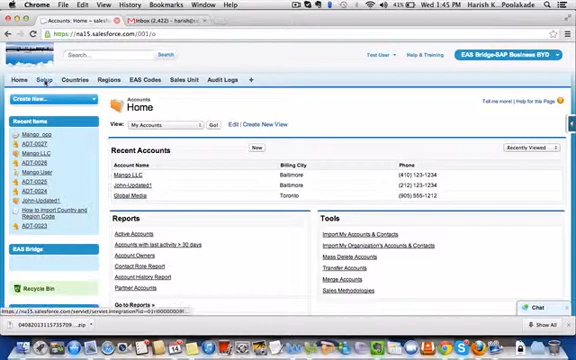 Chrome File Edit View History Bookmarks Window Help
Wed 1:45 PM Harish K Poolakade
Accounts: Home ~ salesfo
Inbox (2,422) – harish@
https://na15.salesforce.com/001/o
Search...
Search
Test User
Help & Training
EAS Bridge-SAP Business BYD
Home Setup Countries Regions EAS Codes Sales Unit Audit Logs +
Create New...
Recent Items
Mango_opp
ADT-0027
Mango LLC
ADT-0026
Mango User
ADT-0025
ADT-0024
John-Updated1
How to Import Country and
Region Code
ADT-0023
EAS Bridge
Recycle Bin
Accounts
Home
Tell me more! | Help for this Page
View: My Accounts Go! Edit | Create New View
Recent Accounts New Recently Viewed
Account Name Billing City Phone
Mango LLC Baltimore (410) 123-1234
John-Updated1 Baltimore (212) 123-1234
Global Media Toronto (905) 555-1212
Reports
Active Accounts
Accounts with last activity > 30 days
Account Owners
Contact Role Report
Account History Report
Partner Accounts
Go to Reports »
Tools
Import My Accounts & Contacts
Import My Organization's Accounts & Contacts
Mass Delete Accounts
Transfer Accounts
Merge Accounts
Sales Methodologies
Chat
Show All